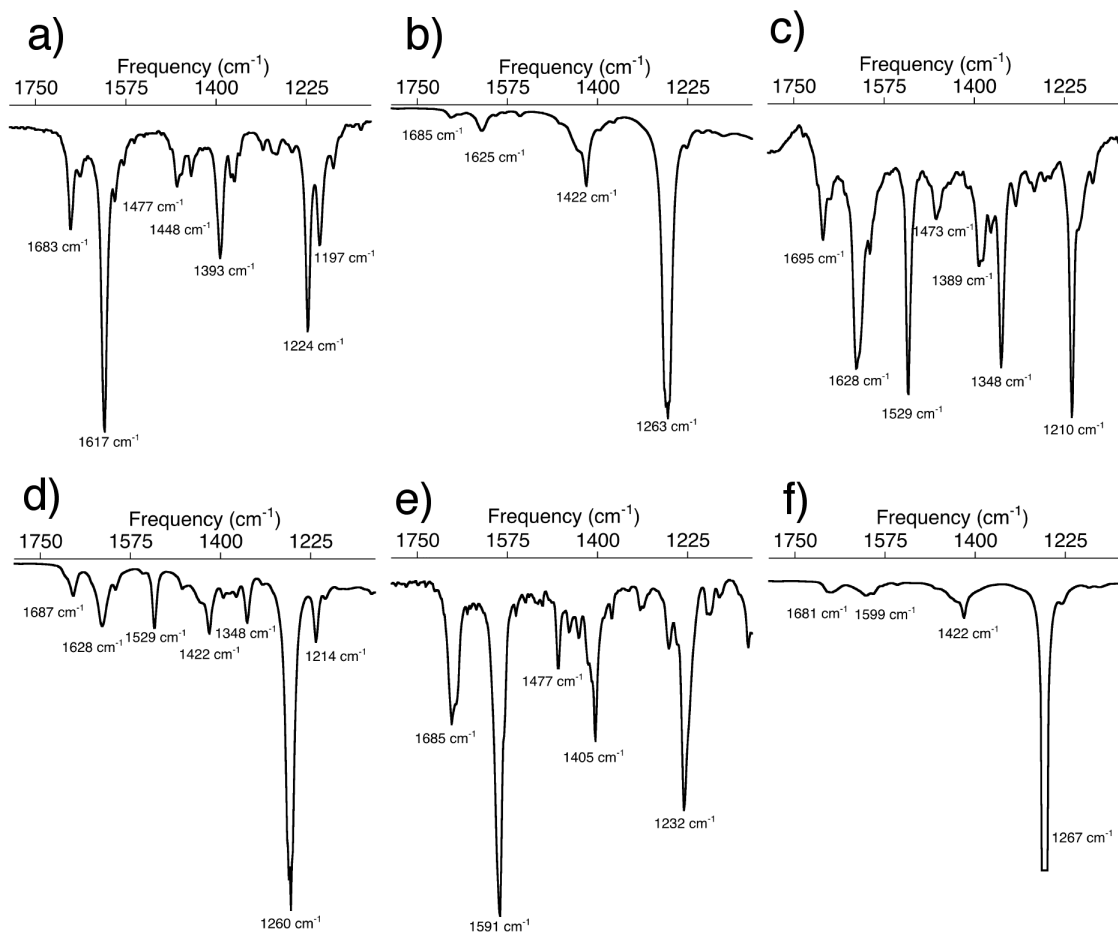 a)
Frequency (cm⁻¹)
1750 1575 1400 1225
1683 cm⁻¹
1617 cm⁻¹
1477 cm⁻¹
1448 cm⁻¹
1393 cm⁻¹
1224 cm⁻¹
1197 cm⁻¹
b)
Frequency (cm⁻¹)
1750 1575 1400 1225
1685 cm⁻¹
1625 cm⁻¹
1422 cm⁻¹
1263 cm⁻¹
c)
Frequency (cm⁻¹)
1750 1575 1400 1225
1695 cm⁻¹
1628 cm⁻¹
1529 cm⁻¹
1473 cm⁻¹
1389 cm⁻¹
1348 cm⁻¹
1210 cm⁻¹
d)
Frequency (cm⁻¹)
1750 1575 1400 1225
1687 cm⁻¹
1628 cm⁻¹
1529 cm⁻¹
1422 cm⁻¹
1348 cm⁻¹
1260 cm⁻¹
1214 cm⁻¹
e)
Frequency (cm⁻¹)
1750 1575 1400 1225
1685 cm⁻¹
1591 cm⁻¹
1477 cm⁻¹
1405 cm⁻¹
1232 cm⁻¹
f)
Frequency (cm⁻¹)
1750 1575 1400 1225
1681 cm⁻¹
1599 cm⁻¹
1422 cm⁻¹
1267 cm⁻¹